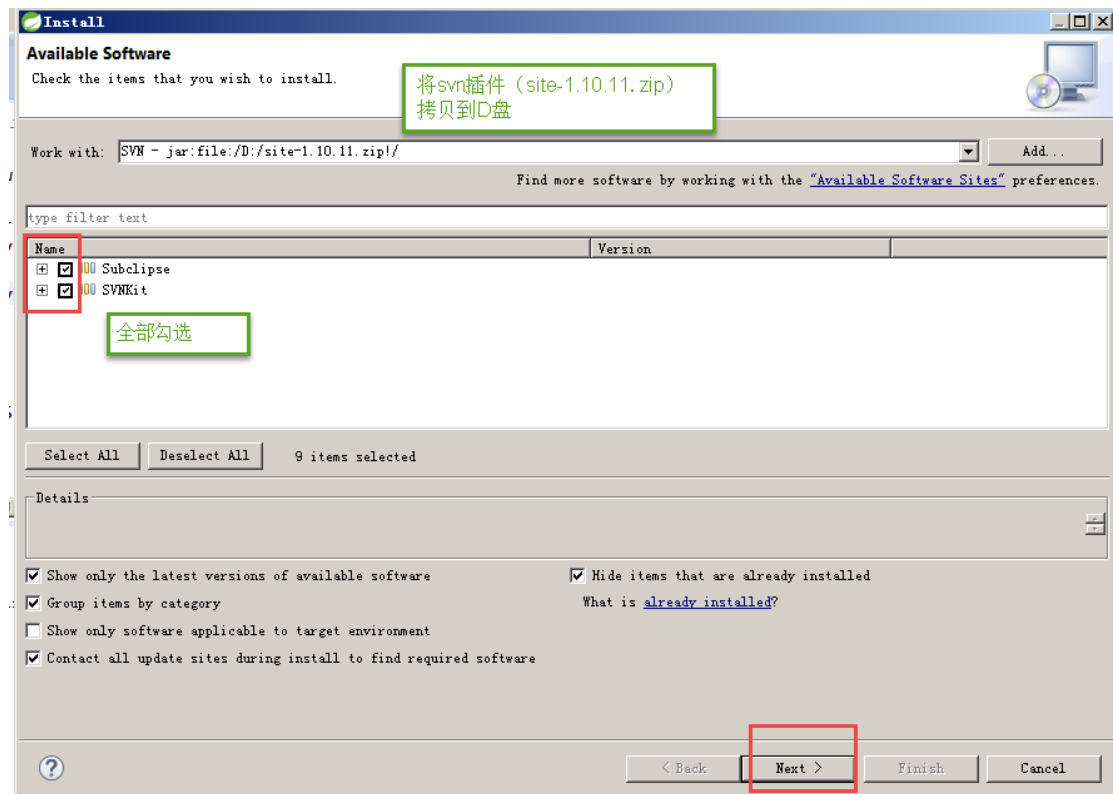 Install
Available Software
Check the items that you wish to install.
将svn插件（site-1.10.11.zip）
拷贝到D盘
Work with: SVN - jar:file:/D:/site-1.10.11.zip!/ Add...
Find more software by working with the "Available Software Sites" preferences.
type filter text
Name Version
Subclipse
SVNKit
全部勾选
Select All Deselect All 9 items selected
Details
Show only the latest versions of available software Hide items that are already installed
Group items by category What is already installed?
Show only software applicable to target environment
Contact all update sites during install to find required software
? < Back Next > Finish Cancel